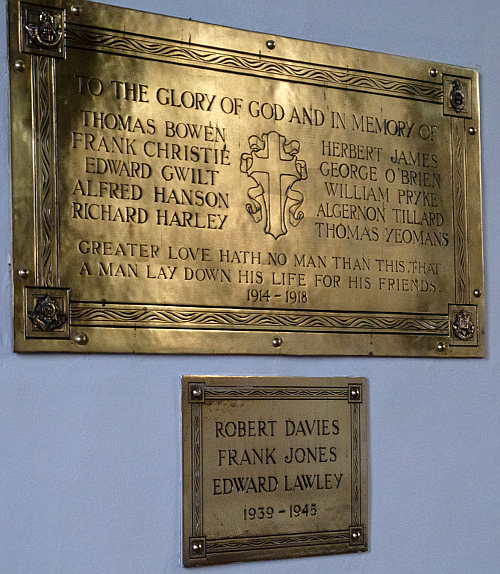 TO THE GLORY OF GOD AND IN MEMORY OF
THOMAS BOWEN
FRANK CHRISTIE
EDWARD GWILT
ALFRED HANSON
RICHARD HARLEY
HERBERT JAMES
GEORGE O'BRIEN
WILLIAM PRYKE
ALGERNON TILLARD
THOMAS YEOMANS
GREATER LOVE HATH NO MAN THAN THIS, THAT
A MAN LAY DOWN HIS LIFE FOR HIS FRIENDS.
1914 - 1918
ROBERT DAVIES
FRANK JONES
EDWARD LAWLEY
1939 - 1945